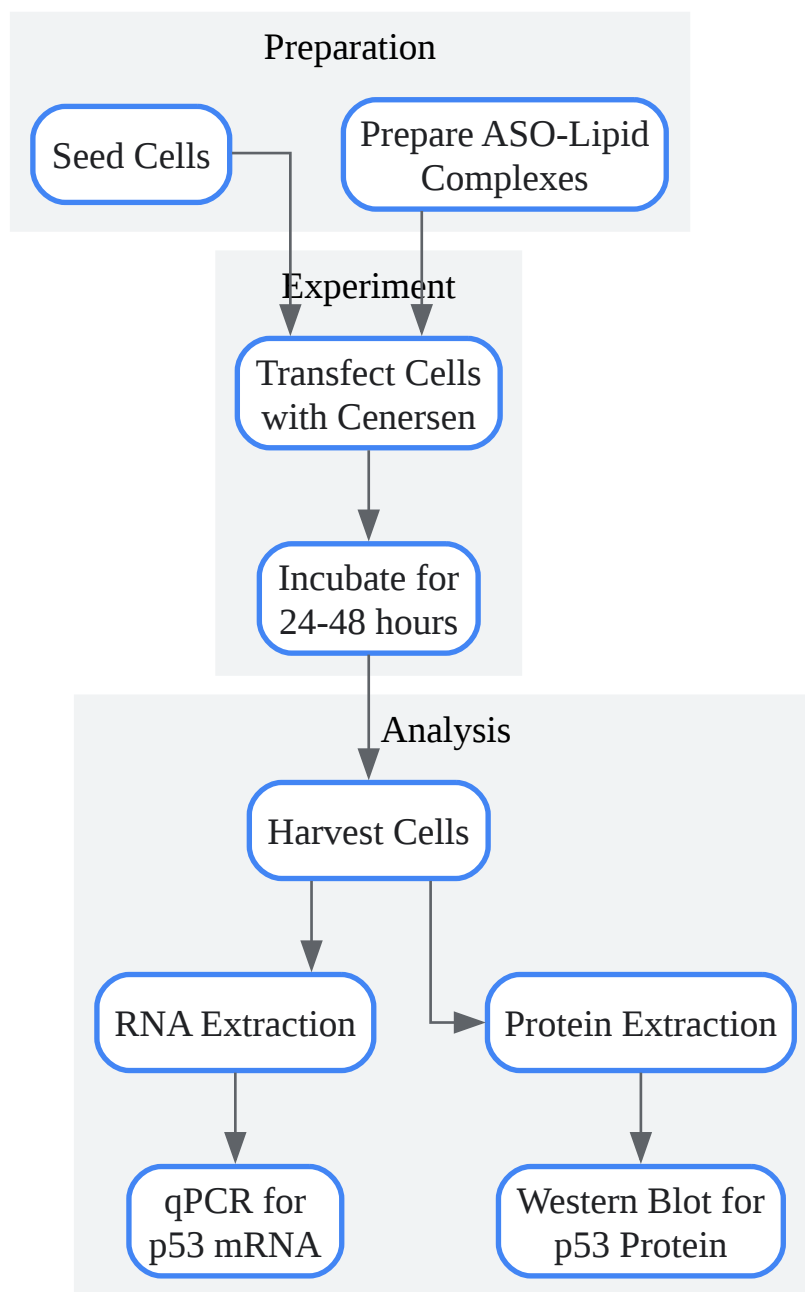 Preparation
Seed Cells
Prepare ASO-Lipid
Complexes
Experiment
Transfect Cells
with Cenersen
Incubate for
24-48 hours
Analysis
Harvest Cells
RNA Extraction
Protein Extraction
qPCR for
p53 mRNA
Western Blot for
p53 Protein